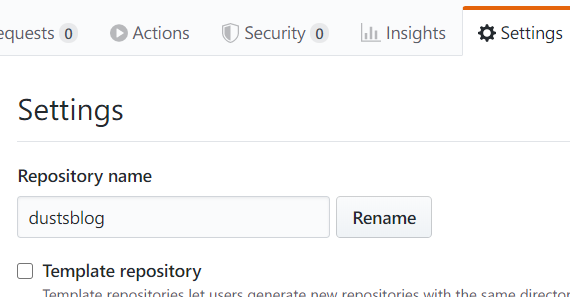 equests 0 Actions Security 0 Insights Settings
Settings
Repository name
dustsblog Rename
Template repository
Template repositories let users generate new repositories with the same director